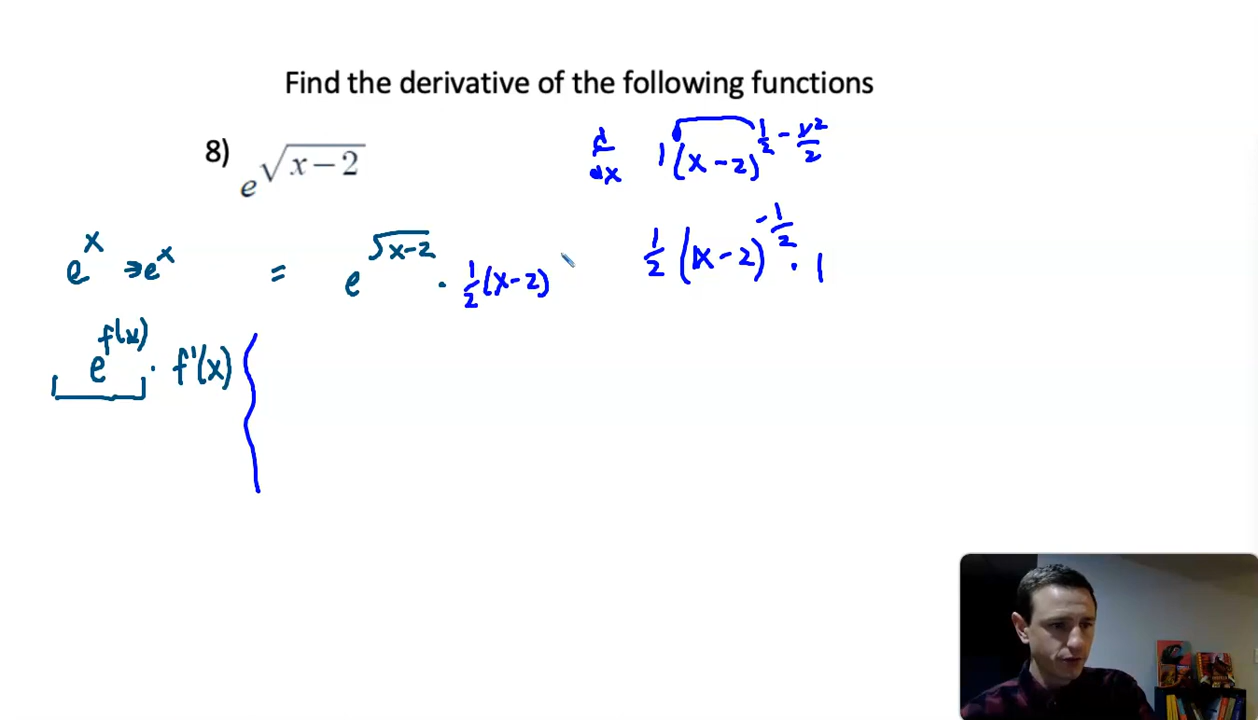 Find the derivative of the following functions
8) e^√(x−2)
d/dx 1(x−2)^(1/2 −
e^x ⇒ e^x = e^√(x−2) · 1/2(x−2)
1/2 (x−2)^(−1/2) · 1
e^f(x) · f'(x)